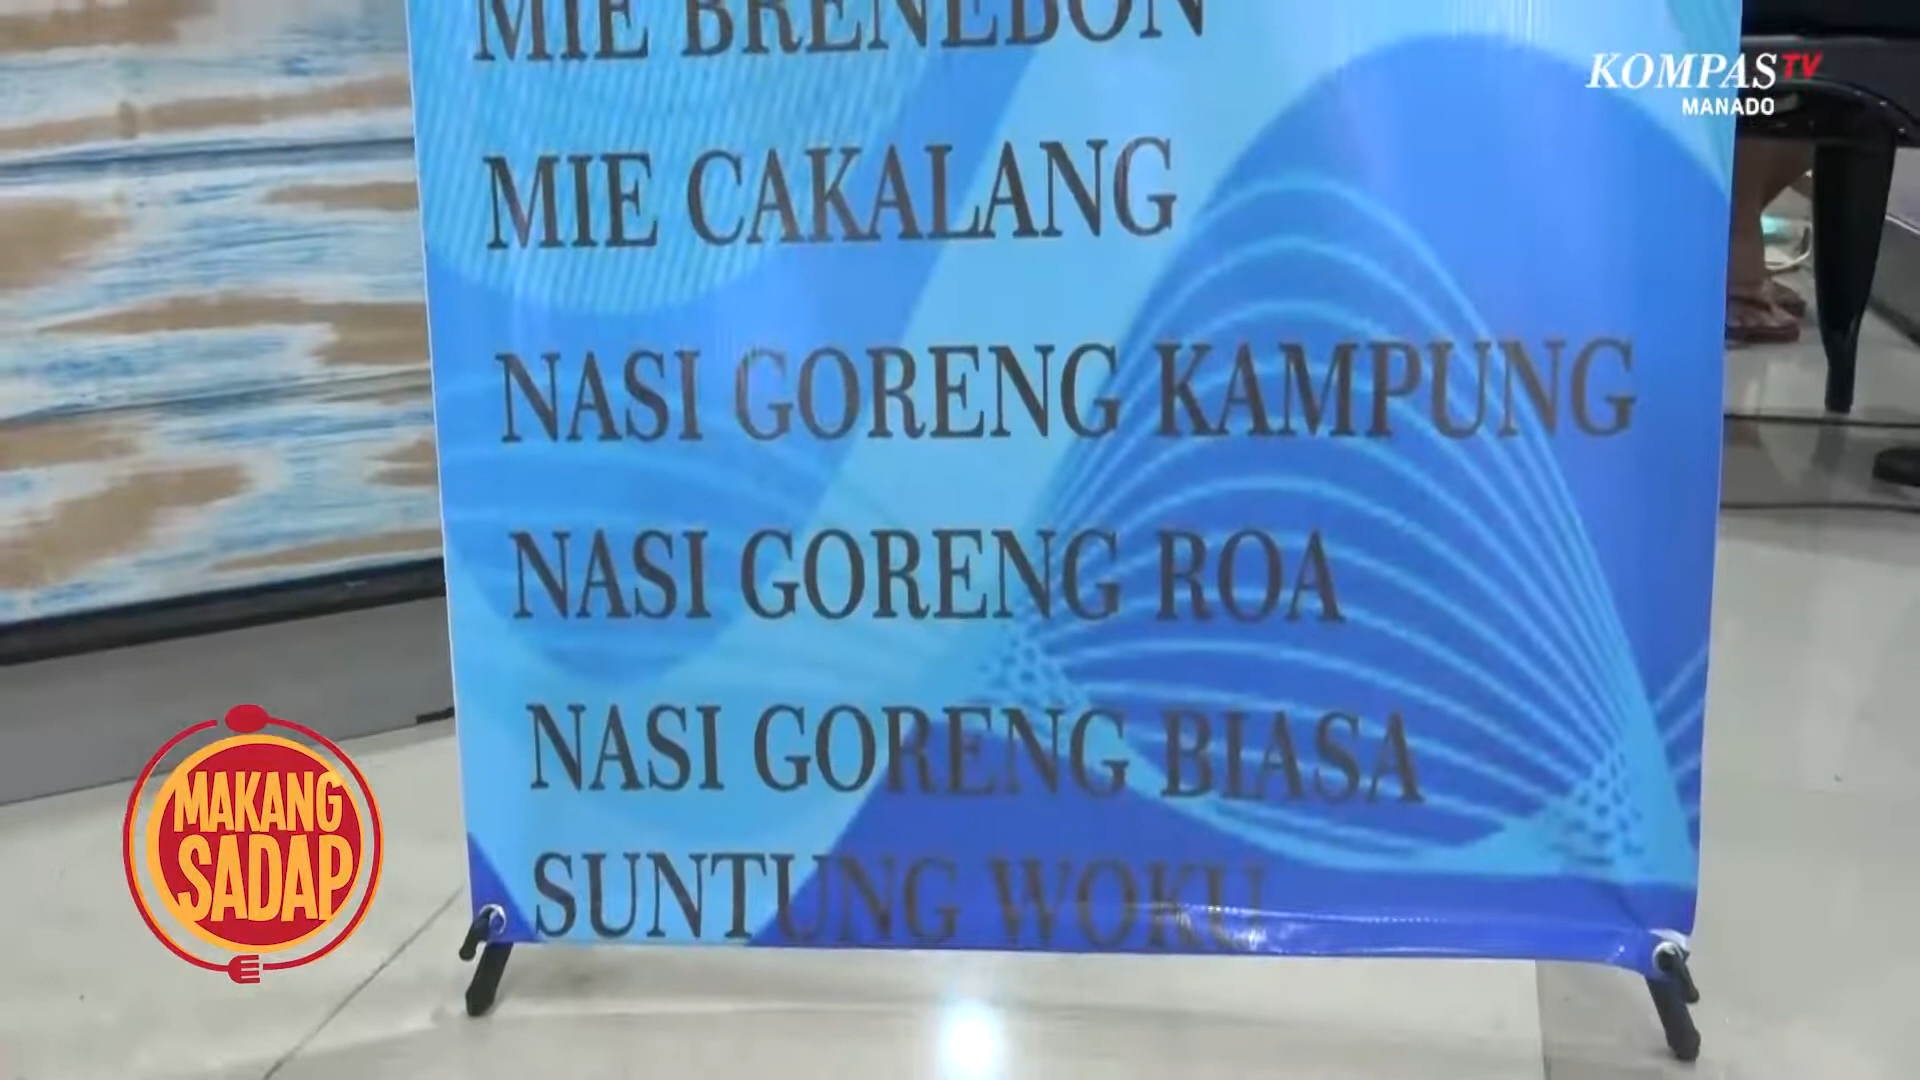 MIE BRENEBON
KOMPAS TV
MANADO
MIE CAKALANG
NASI GORENG KAMPUNG
NASI GORENG ROA
NASI GORENG BIASA
SUNTUNG WOKU
MAKANG
SADAP